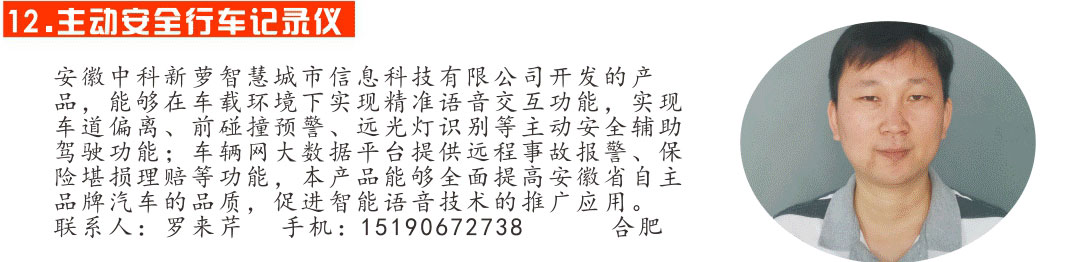 12.主动安全行车记录仪
安徽中科新萝智慧城市信息科技有限公司开发的产
品，能够在车载环境下实现精准语音交互功能，实现
车道偏离、前碰撞预警、远光灯识别等主动安全辅助
驾驶功能；车辆网大数据平台提供远程事故报警、保
险堪损理赔等功能，本产品能够全面提高安徽省自主
品牌汽车的品质，促进智能语音技术的推广应用。
联系人：罗来芹 手机：15190672738 合肥